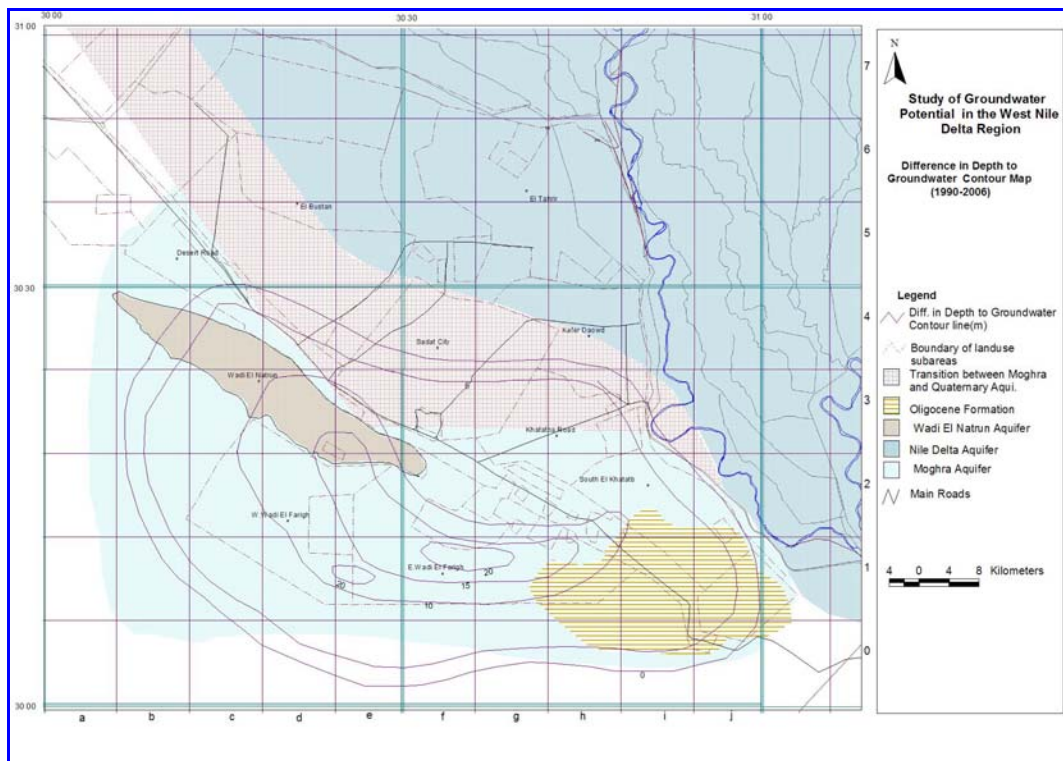 30 00
30 30
31 00
31 00
7
N
Study of Groundwater
Potential in the West Nile
Delta Region
6
Difference in Depth to
Groundwater Contour Map
(1990-2006)
El Bustan
El Tahrir
5
Desert Road
30 30
Legend
Diff. in Depth to Groundwater
Contour line(m)
4
Kafer Daowd
Sadat City
Boundary of landuse
subareas
Transition between Moghra
and Quaternary Aqui.
Wadi El Natrun
3
Oligocene Formation
Khatatba Road
Wadi El Natrun Aquifer
Nile Delta Aquifer
Moghra Aquifer
South El Khatatb
2
Main Roads
W. Wadi El Farigh
E.Wadi El Farigh
20
20
15
10
1
4 0 4 8 Kilometers
0
0
30 00
a b c d e f g h i j